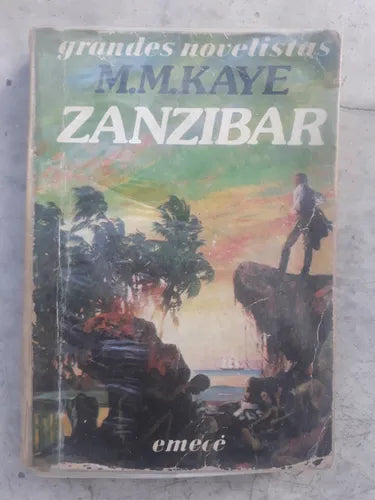 grandes novelistas
M.M.KAYE
ZANZIBAR
emecé